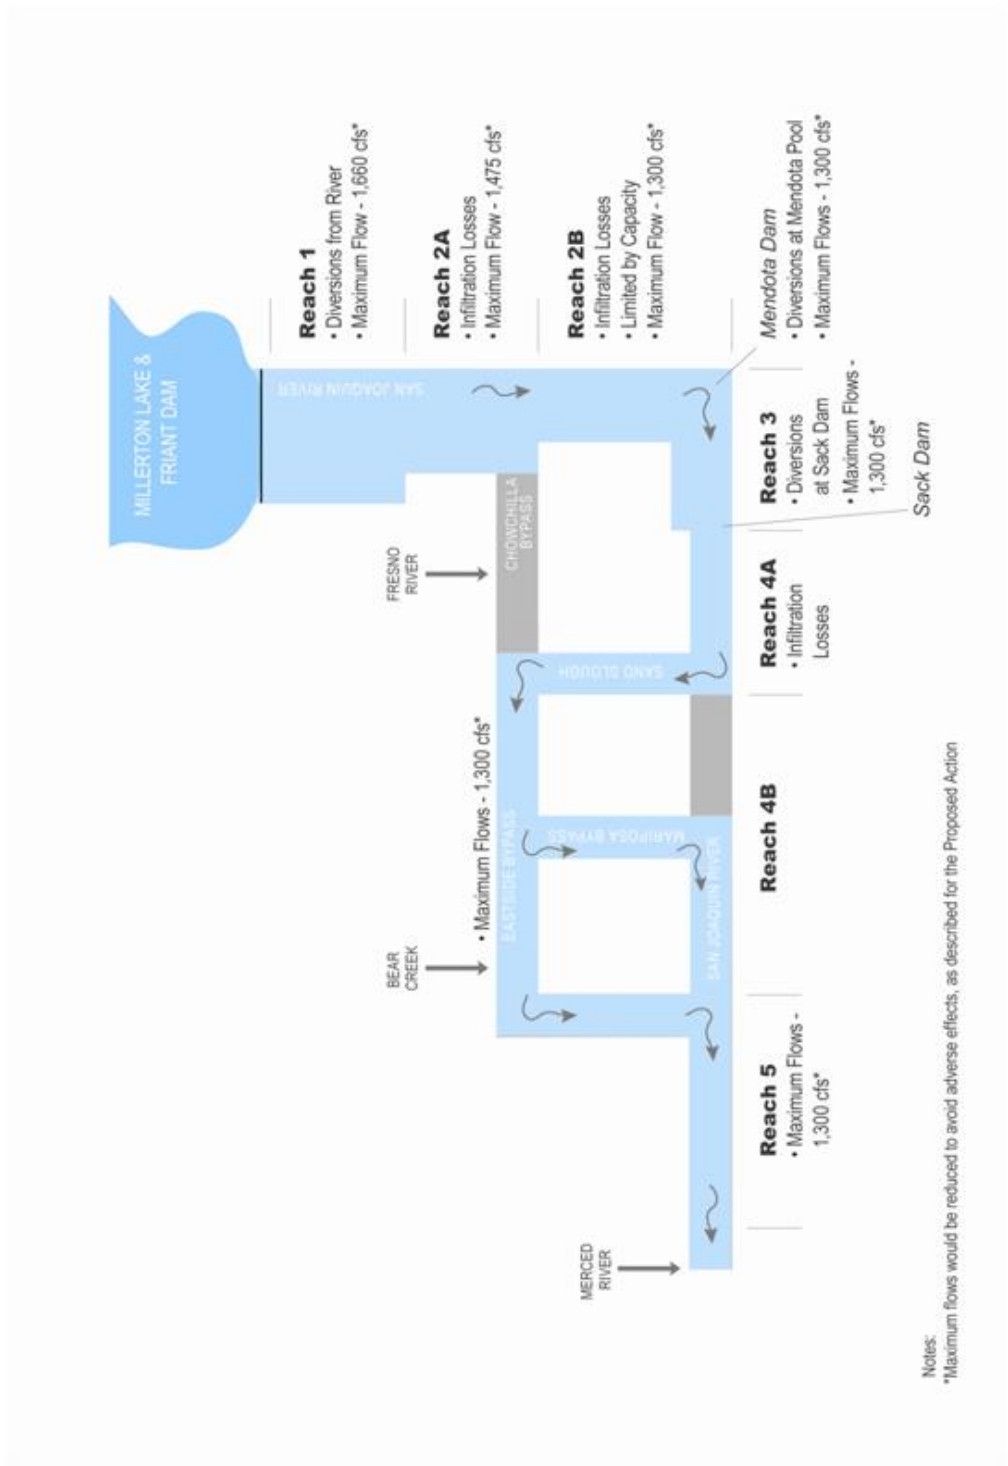 MILLERTON LAKE &
FRIANT DAM
SAN JOAQUIN RIVER
Reach 1
• Diversions from River
• Maximum Flow - 1,660 cfs*
Reach 2A
• Infiltration Losses
• Maximum Flow - 1,475 cfs*
Reach 2B
• Infiltration Losses
• Limited by Capacity
• Maximum Flow - 1,300 cfs*
Mendota Dam
• Diversions at Mendota Pool
• Maximum Flows - 1,300 cfs*
Reach 3
• Diversions
at Sack Dam
• Maximum Flows -
1,300 cfs*
Sack Dam
FRESNO
RIVER
CHOWCHILLA
BYPASS
Reach 4A
• Infiltration
Losses
SAND SLOUGH
• Maximum Flows - 1,300 cfs*
EASTSIDE BYPASS
MARIPOSA BYPASS
SAN JOAQUIN RIVER
Reach 4B
BEAR
CREEK
Reach 5
• Maximum Flows -
1,300 cfs*
MERCED
RIVER
Notes:
*Maximum flows would be reduced to avoid adverse effects, as described for the Proposed Action